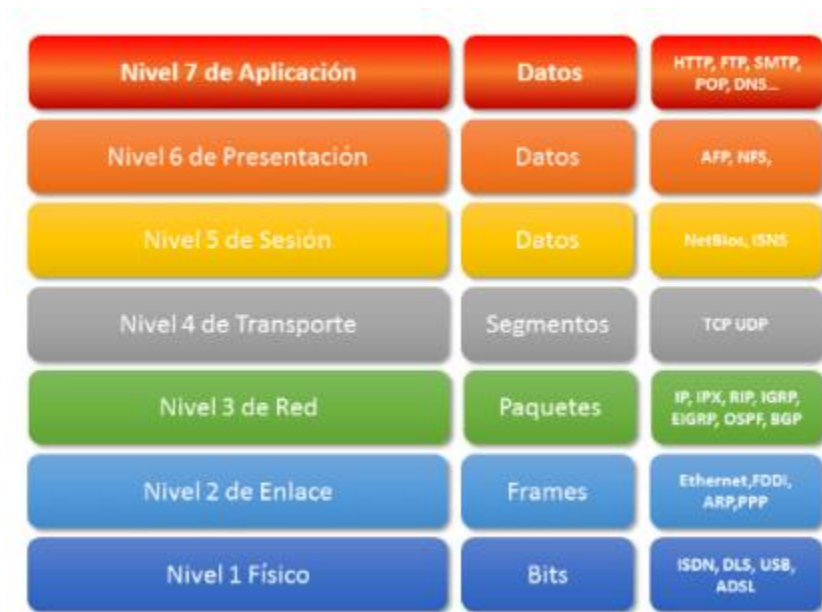 Nivel 7 de Aplicación
Datos
HTTP, FTP, SMTP,
POP, DNS...
Nivel 6 de Presentación
Datos
AFP, NFS,
Nivel 5 de Sesión
Datos
NetBios, ISNS
Nivel 4 de Transporte
Segmentos
TCP UDP
Nivel 3 de Red
Paquetes
IP, IPX, RIP, IGRP,
EIGRP, OSPF, BGP
Nivel 2 de Enlace
Frames
Ethernet,FDDI,
ARP,PPP
Nivel 1 Físico
Bits
ISDN, DLS, USB,
ADSL